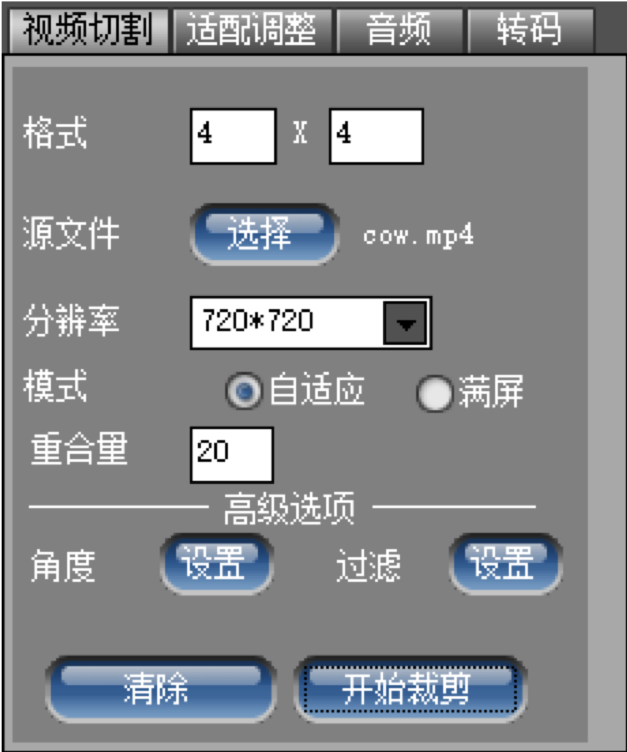 视频切割 适配调整 音频 转码
格式 4 X 4
源文件 选择 cow.mp4
分辨率 720*720
模式 自适应 满屏
重合量 20
高级选项
角度 设置 过滤 设置
清除 开始裁剪